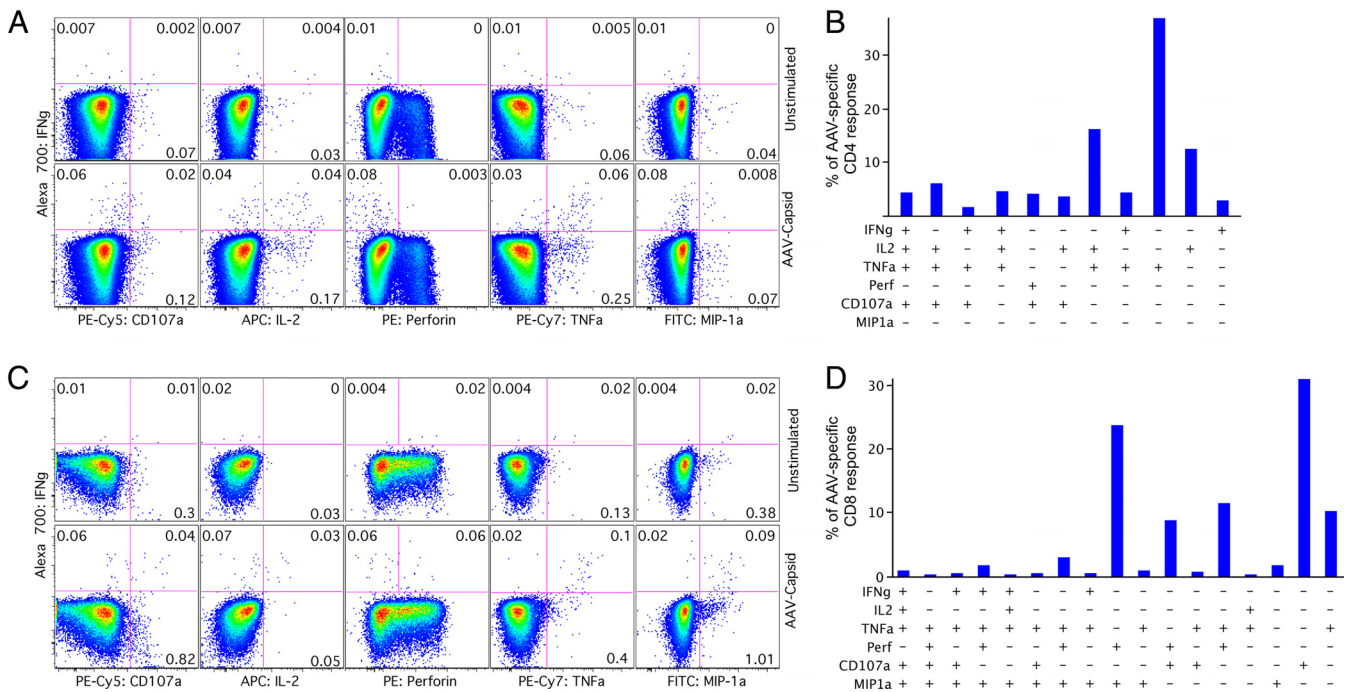 A
0.007 0.002 0.007 0.004 0.01 0 0.01 0.005 0.01 0
0.07 0.03 0.06 0.04
Unstimulated
0.06 0.02 0.04 0.04 0.08 0.003 0.03 0.06 0.08 0.008
0.12 0.17 0.25 0.07
AAV-Capsid
Alexa 700: IFNg
PE-Cy5: CD107a APC: IL-2 PE: Perforin PE-Cy7: TNFa FITC: MIP-1a
B
% of AAV-specific
CD4 response
30
20
10
IFNg + - + + - - - + - - +
IL2 + + - + - + + - - + -
TNFa + + + + - - + + + - -
Perf - - - - + - - - - - -
CD107a + + + - + + - - - - -
MIP1a - - - - - - - - - - -
C
0.01 0.01 0.02 0 0.004 0.02 0.004 0.02 0.004 0.02
0.3 0.03 0.13 0.38
Unstimulated
0.06 0.04 0.07 0.03 0.06 0.06 0.02 0.1 0.02 0.09
0.82 0.05 0.4 1.01
AAV-Capsid
Alexa 700: IFNg
PE-Cy5: CD107a APC: IL-2 PE: Perforin PE-Cy7: TNFa FITC: MIP-1a
D
% of AAV-specific
CD8 response
30
20
10
0
IFNg + - + + + - - + - - - - - - - - -
IL2 + - - - + - - - - - - - - + - - -
TNFa + + + + + + + + - + - + + + - - +
Perf - + - + - - + - + - + - + - - - -
CD107a + + + - - + - - - - + + - - - + -
MIP1a + + + + + + + + + + - - - - + - -